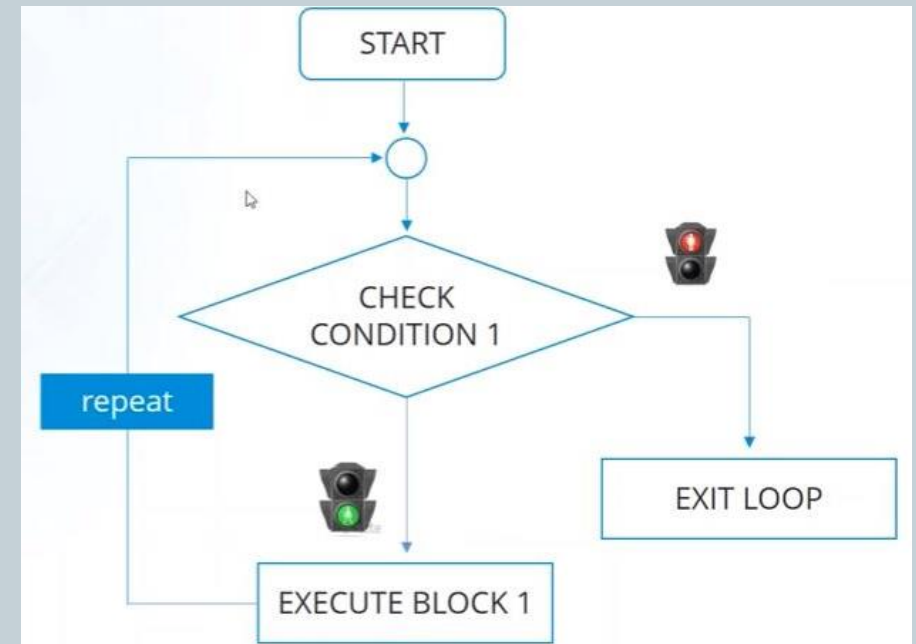 START
CHECK
CONDITION 1
repeat
EXIT LOOP
EXECUTE BLOCK 1